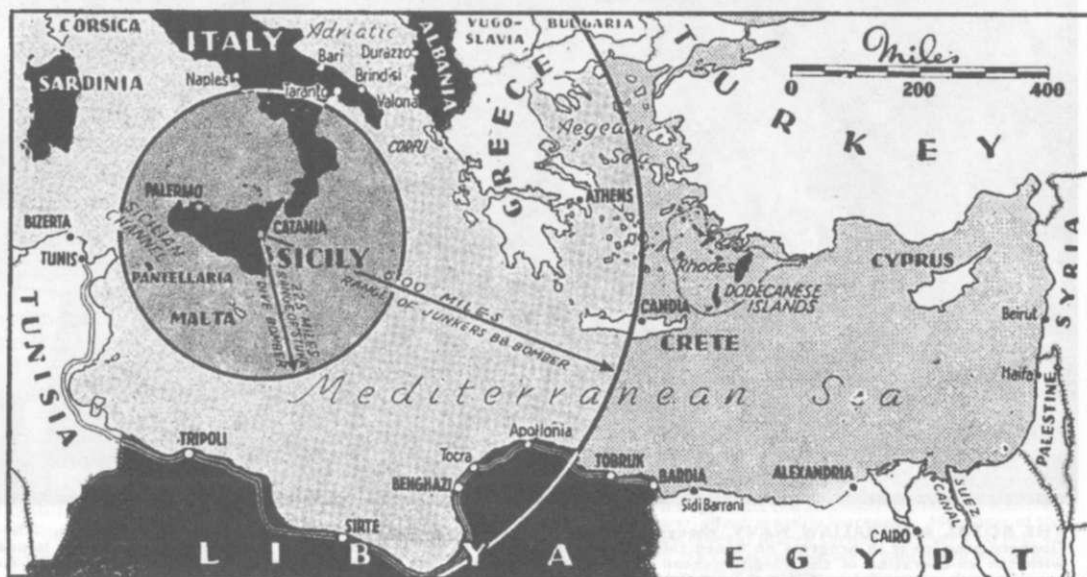 CORSICA
SARDINIA
ITALY
Adriatic
Bari
Naples
Taranto
Brindisi
Durazzo
Valona
ALBANIA
YUGO-
SLAVIA
BULGARIA
GREECE
CORFU
Aegean
Sea
ATHENS
TURKEY
Miles
0 200 400
PALERMO
SICILIAN
CHANNEL
CATANIA
SICILY
PANTELLARIA
MALTA
225 MILES
RANGE OF STUKA
DIVE BOMBER
600 MILES
RANGE OF JUNKERS 88 BOMBER
BIZERTA
TUNIS
TUNISIA
Rhodes
DODECANESE
ISLANDS
CANDIA
CRETE
CYPRUS
SYRIA
Beirut
Haifa
PALESTINE
Mediterranean Sea
TRIPOLI
SIRTE
Apollonia
Tocra
BENGHAZI
TOBRUK
BARDIA
Sidi Barrani
ALEXANDRIA
SUEZ
CANAL
CAIRO
LIBYA
EGYPT